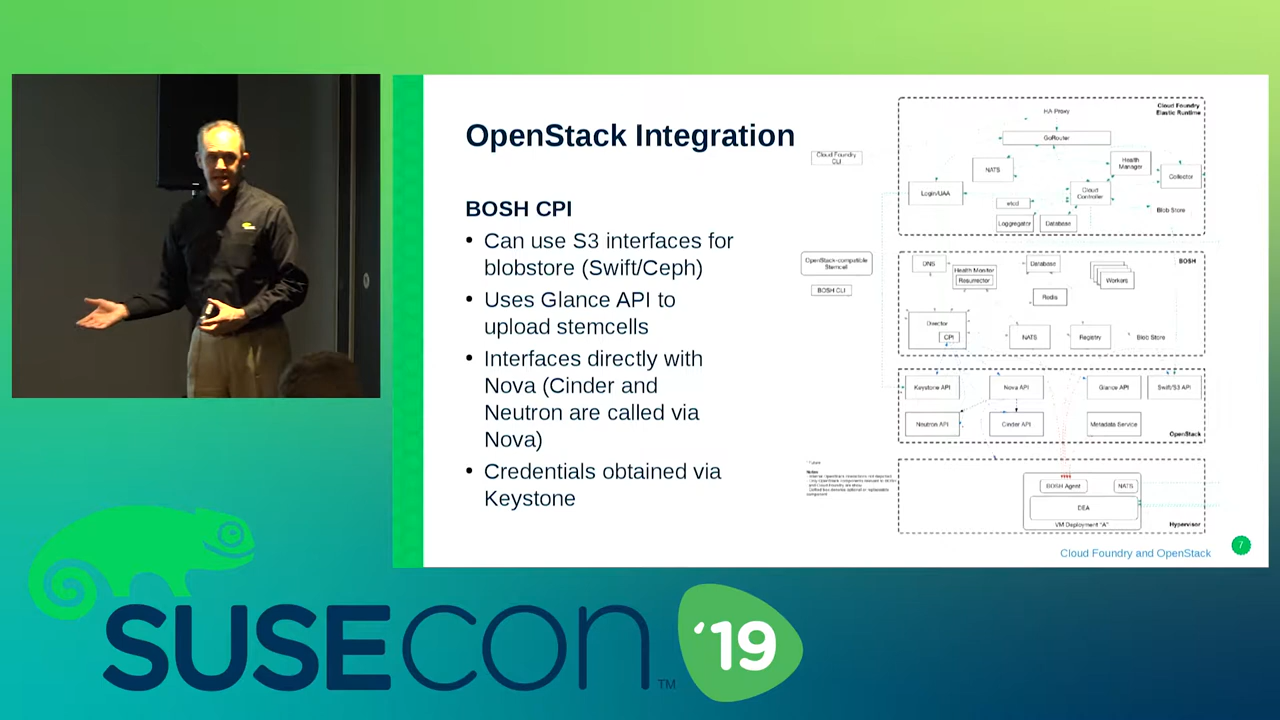 OpenStack Integration
BOSH CPI
• Can use S3 interfaces for
blobstore (Swift/Ceph)
• Uses Glance API to
upload stemcells
• Interfaces directly with
Nova (Cinder and
Neutron are called via
Nova)
• Credentials obtained via
Keystone
Cloud Foundry
CLI
OpenStack-compatible
Stemcell
BOSH CLI
Notes
Cloud Foundry
Elastic Runtime
HA Proxy
GoRouter
NATS
Health
Manager
Collector
Login/UAA
Cloud
Controller
etcd
Blob Store
Loggregator
Database
BOSH
DNS
Health Monitor
Resurrector
Database
Workers
Redis
Director
CPI
NATS
Registry
Blob Store
Keystone API
Nova API
Glance API
Swift/S3 API
Neutron API
Cinder API
Metadata Service
OpenStack
BOSH Agent
NATS
DEA
VM Deployment "A"
Hypervisor
Cloud Foundry and OpenStack
7
SUSECON TM '19